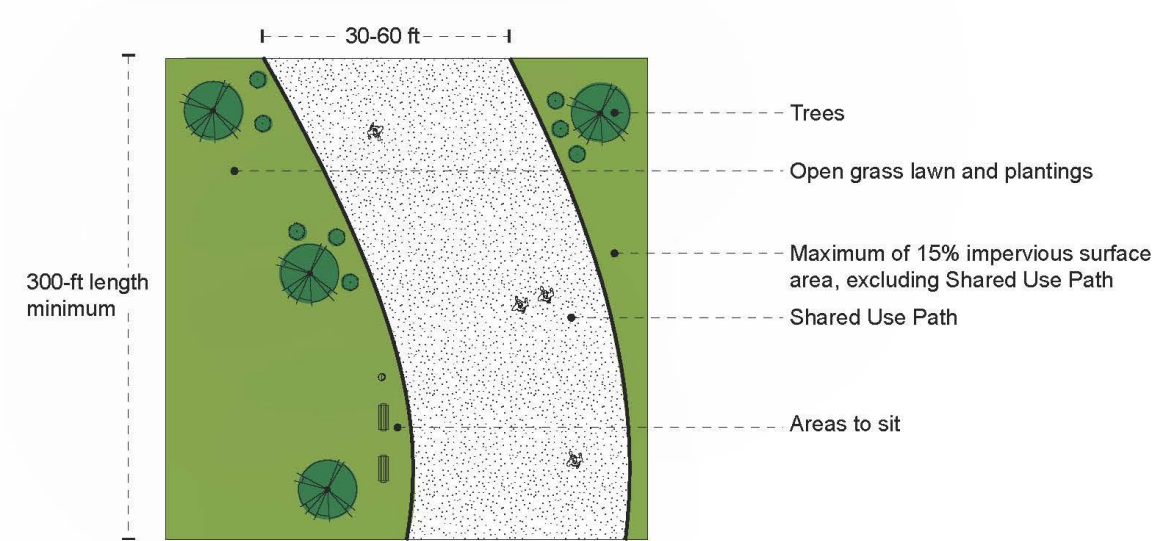 30-60 ft
Trees
Open grass lawn and plantings
Maximum of 15% impervious surface
area, excluding Shared Use Path
300-ft length
minimum
Shared Use Path
Areas to sit